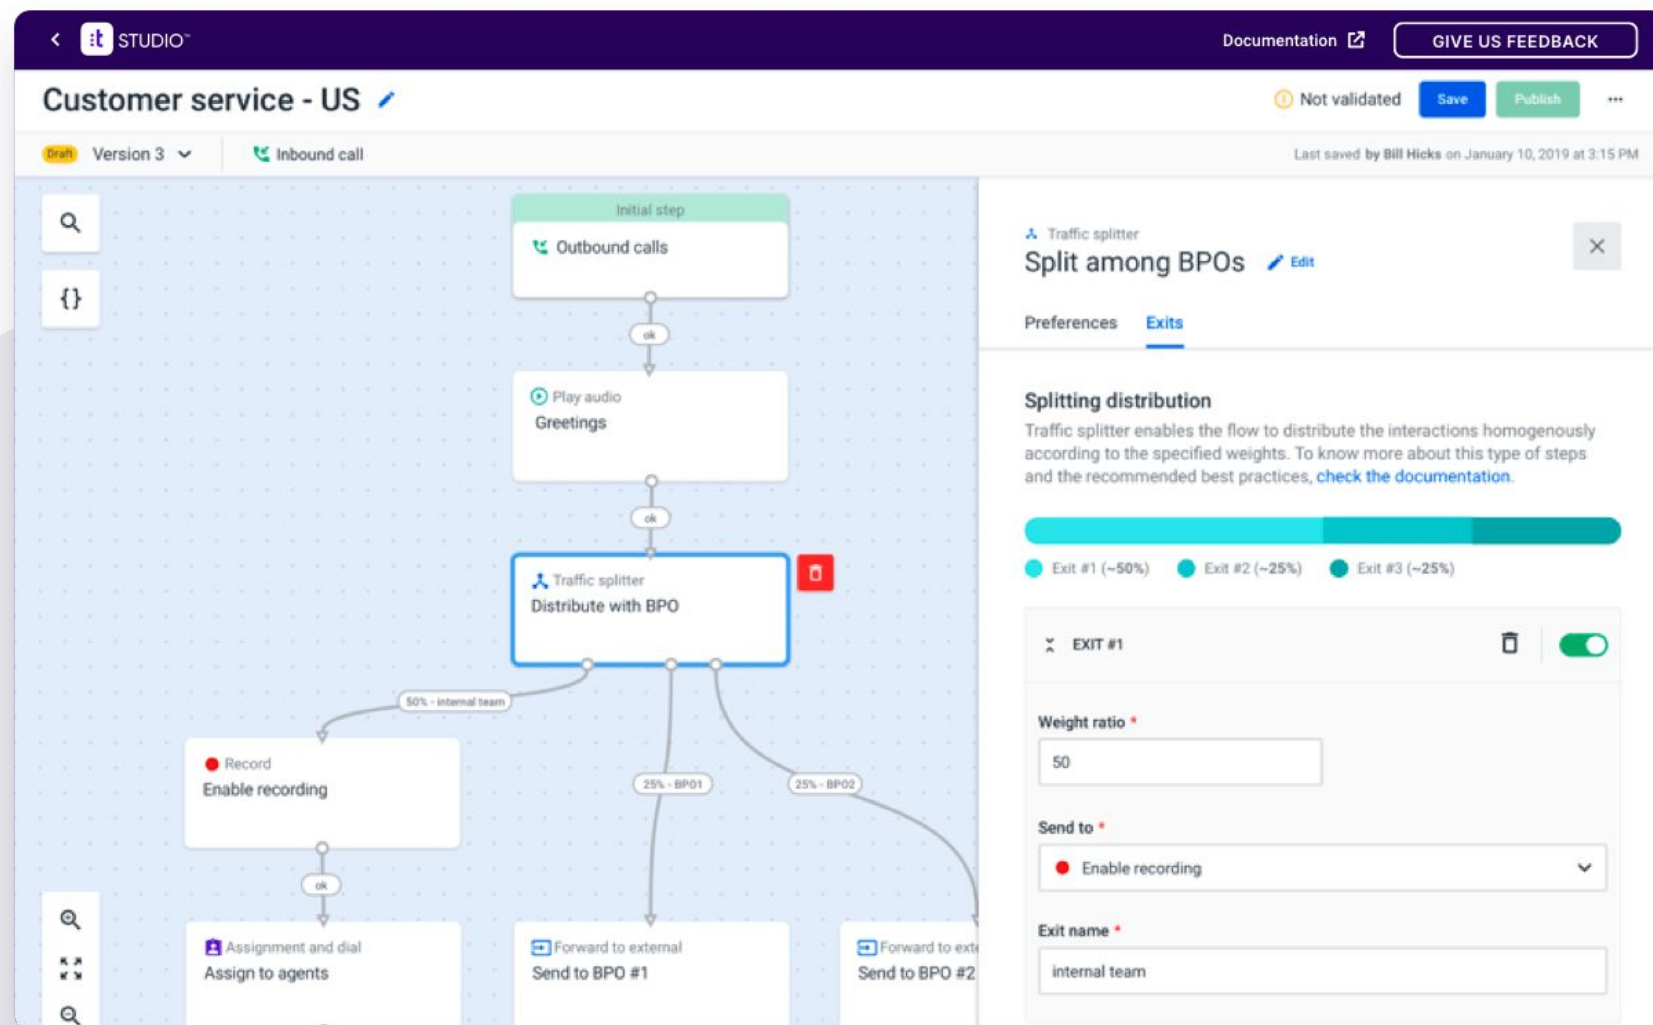 :t STUDIO™
Documentation
GIVE US FEEDBACK
Customer service - US
Not validated
Save
Publish
Draft
Version 3
Inbound call
Last saved by Bill Hicks on January 10, 2019 at 3:15 PM
{}
Initial step
Outbound calls
ok
Play audio
Greetings
ok
Traffic splitter
Distribute with BPO
50% - internal team
25% - BPO1
25% - BPO2
Record
Enable recording
ok
Assignment and dial
Assign to agents
Forward to external
Send to BPO #1
Forward to exte
Send to BPO #2
Traffic splitter
Split among BPOs
Edit
Preferences
Exits
Splitting distribution
Traffic splitter enables the flow to distribute the interactions homogenously
according to the specified weights. To know more about this type of steps
and the recommended best practices, check the documentation.
Exit #1 (~50%)
Exit #2 (~25%)
Exit #3 (~25%)
EXIT #1
Weight ratio *
50
Send to *
Enable recording
Exit name *
internal team